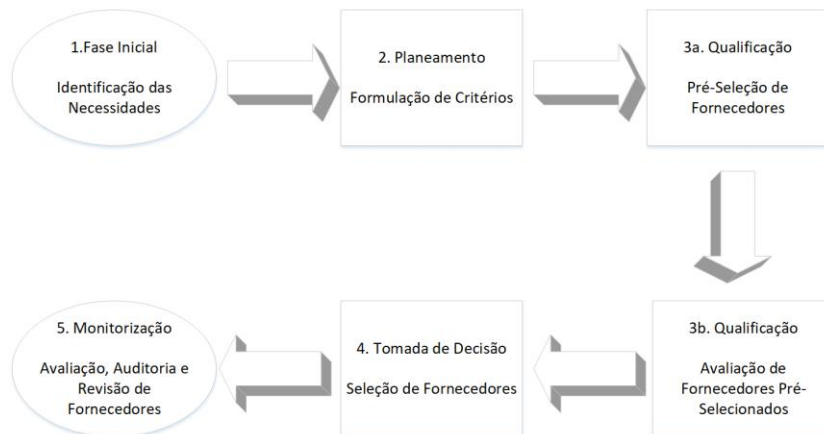 1.Fase Inicial
Identificação das
Necessidades
2. Planeamento
Formulação de Critérios
3a. Qualificação
Pré-Seleção de
Fornecedores
3b. Qualificação
Avaliação de
Fornecedores Pré-
Selecionados
4. Tomada de Decisão
Seleção de Fornecedores
5. Monitorização
Avaliação, Auditoria e
Revisão de
Fornecedores